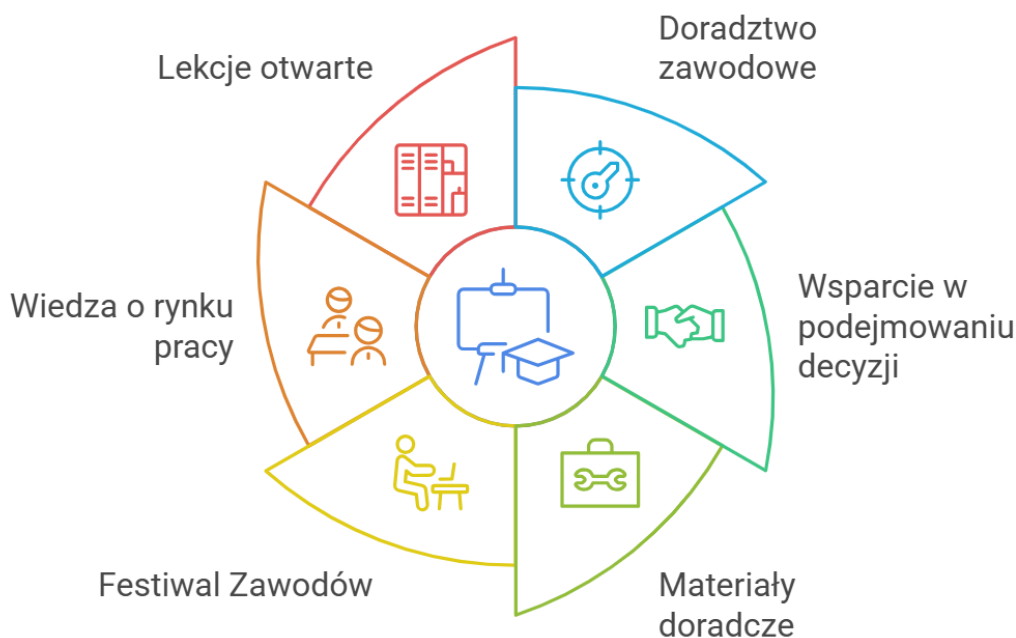 Lekcje otwarte
Doradztwo
zawodowe
Wsparcie w
podejmowaniu
decyzji
Materiały
doradcze
Festiwal Zawodów
Wiedza o rynku
pracy